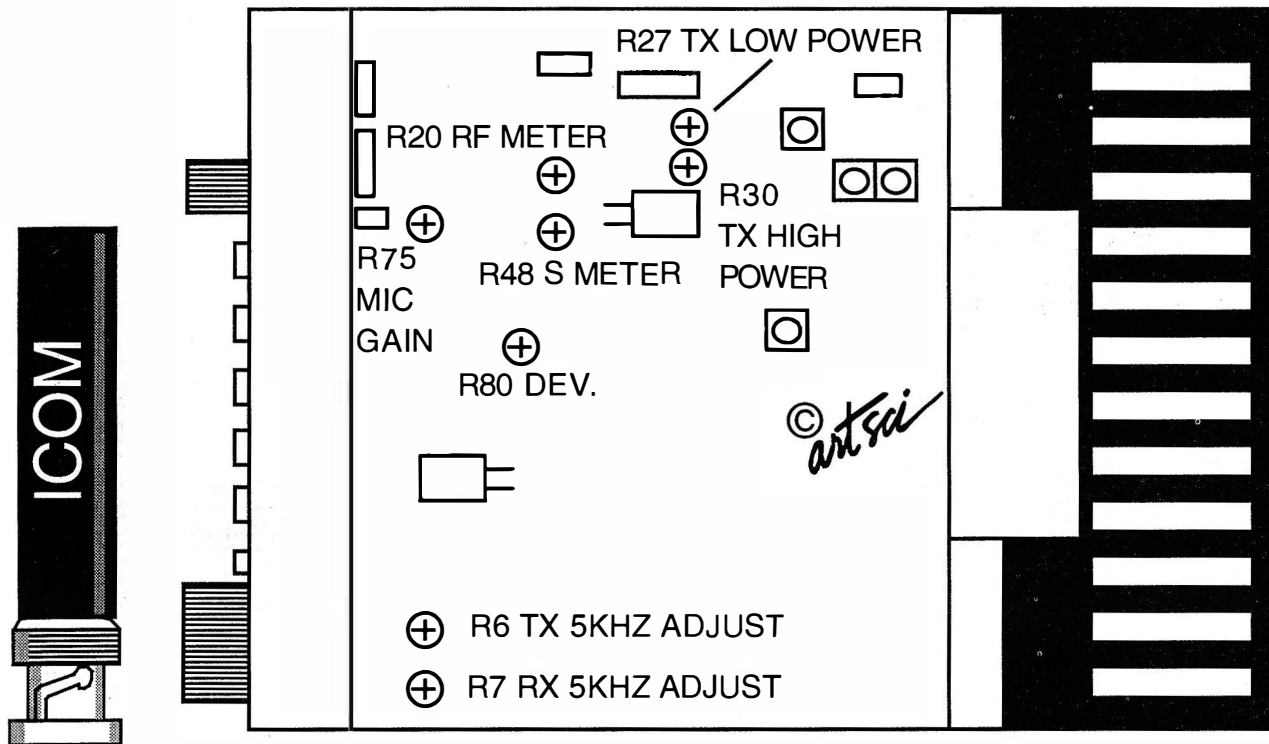 R27 TX LOW POWER
R20 RF METER
R30
TX HIGH
POWER
R75
MIC
GAIN
R48 S METER
R80 DEV.
© artsci
R6 TX 5KHZ ADJUST
R7 RX 5KHZ ADJUST
ICOM